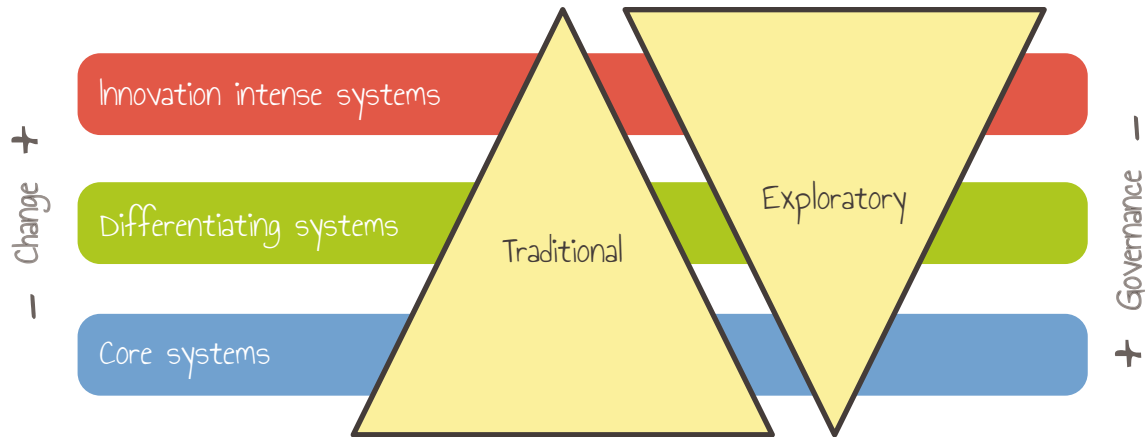 Innovation intense systems
Differentiating systems
Core systems
Traditional
Exploratory
- Change +
+ Governance -